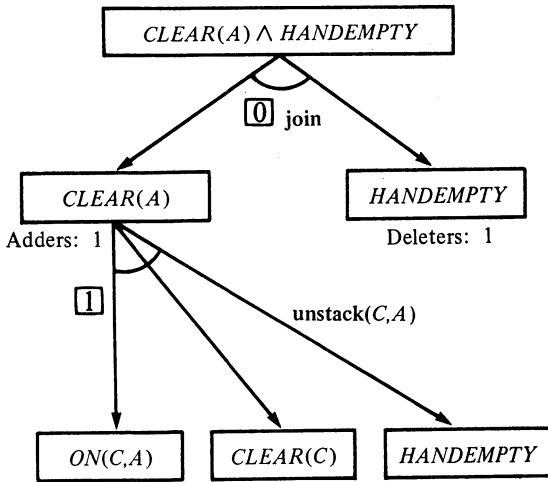 CLEAR(A) ∧ HANDEMPTY
0 join
CLEAR(A)
HANDEMPTY
Adders: 1
Deleters: 1
1
unstack(C,A)
ON(C,A)
CLEAR(C)
HANDEMPTY